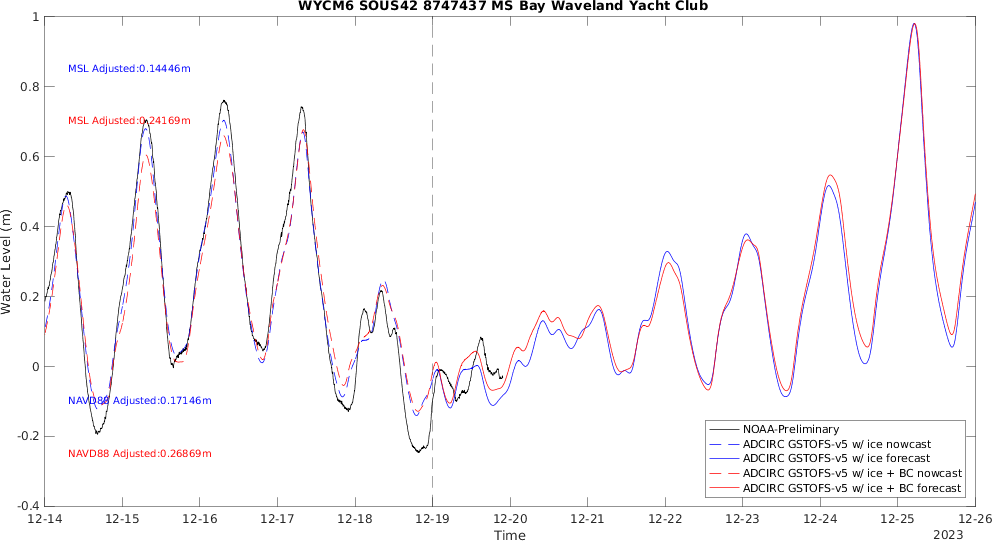 WYCM6 SOUS42 8747437 MS Bay Waveland Yacht Club
1
0.8
0.6
0.4
0.2
0
-0.2
-0.4
Water Level (m)
MSL Adjusted:0.14446m
MSL Adjusted:0.24169m
NAVD88 Adjusted:0.17146m
NAVD88 Adjusted:0.26869m
NOAA-Preliminary
ADCIRC GSTOFS-v5 w/ ice nowcast
ADCIRC GSTOFS-v5 w/ ice forecast
ADCIRC GSTOFS-v5 w/ ice + BC nowcast
ADCIRC GSTOFS-v5 w/ ice + BC forecast
12-14 12-15 12-16 12-17 12-18 12-19 12-20 12-21 12-22 12-23 12-24 12-25 12-26
Time
2023